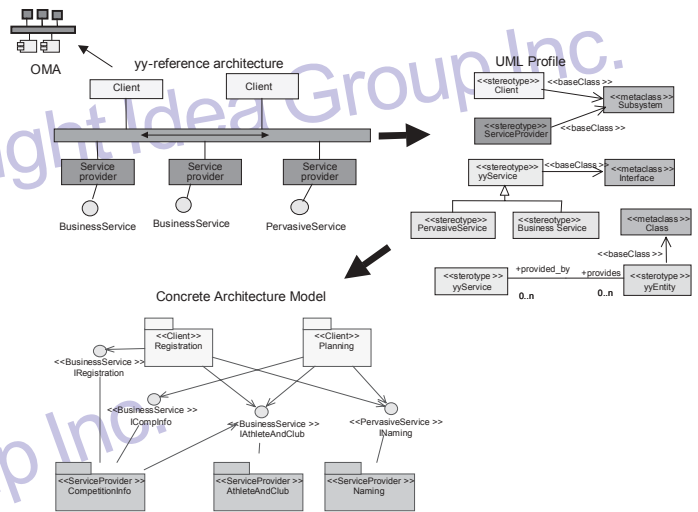 OMA
yy-reference architecture
Client
Client
Service
provider
Service
provider
Service
provider
BusinessService
BusinessService
PervasiveService
UML Profile
<<stereotype>>
Client
<<baseClass >>
<<metaclass >>
Subsystem
<<stereotype>>
ServiceProvider
<<baseClass >>
<<stereotype>>
yyService
<<baseClass >>
<<metaclass >>
Interface
<<stereotype>>
PervasiveService
<<stereotype>>
Business Service
<<metaclass >>
Class
<<baseClass >>
<<sterotype >>
yyService
+provided_by
0..n
+provides
0..n
<<sterotype >>
yyEntity
Concrete Architecture Model
<<Client>>
Registration
<<Client>>
Planning
<<BusinessService >>
IRegistration
<<BusinessService >>
ICompInfo
<<BusinessService >>
IAthleteAndClub
<<PervasiveService >>
INaming
<<ServiceProvider >>
CompetitionInfo
<<ServiceProvider >>
AthleteAndClub
<<ServiceProvider >>
Naming
ght Idea Group Inc.
p Inc.